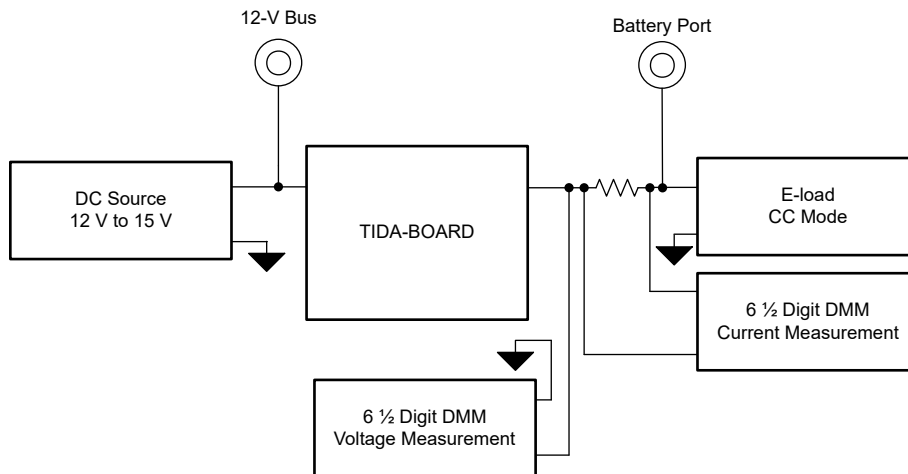 12-V Bus
Battery Port
DC Source
12 V to 15 V
TIDA-BOARD
E-load
CC Mode
6 ½ Digit DMM
Current Measurement
6 ½ Digit DMM
Voltage Measurement